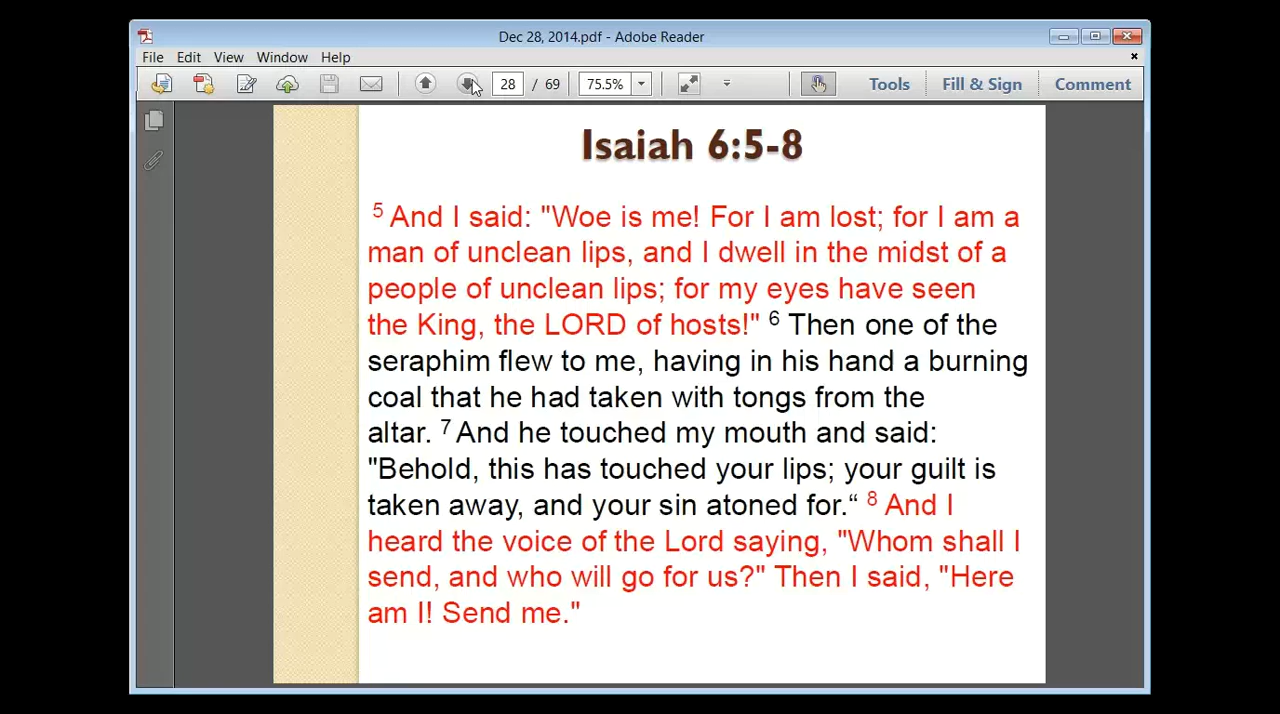 Dec 28, 2014.pdf - Adobe Reader
File Edit View Window Help
28 / 69 75.5% Tools Fill & Sign Comment
Isaiah 6:5-8
5 And I said: "Woe is me! For I am lost; for I am a
man of unclean lips, and I dwell in the midst of a
people of unclean lips; for my eyes have seen
the King, the LORD of hosts!" 6 Then one of the
seraphim flew to me, having in his hand a burning
coal that he had taken with tongs from the
altar. 7 And he touched my mouth and said:
"Behold, this has touched your lips; your guilt is
taken away, and your sin atoned for.“ 8 And I
heard the voice of the Lord saying, "Whom shall I
send, and who will go for us?" Then I said, "Here
am I! Send me."